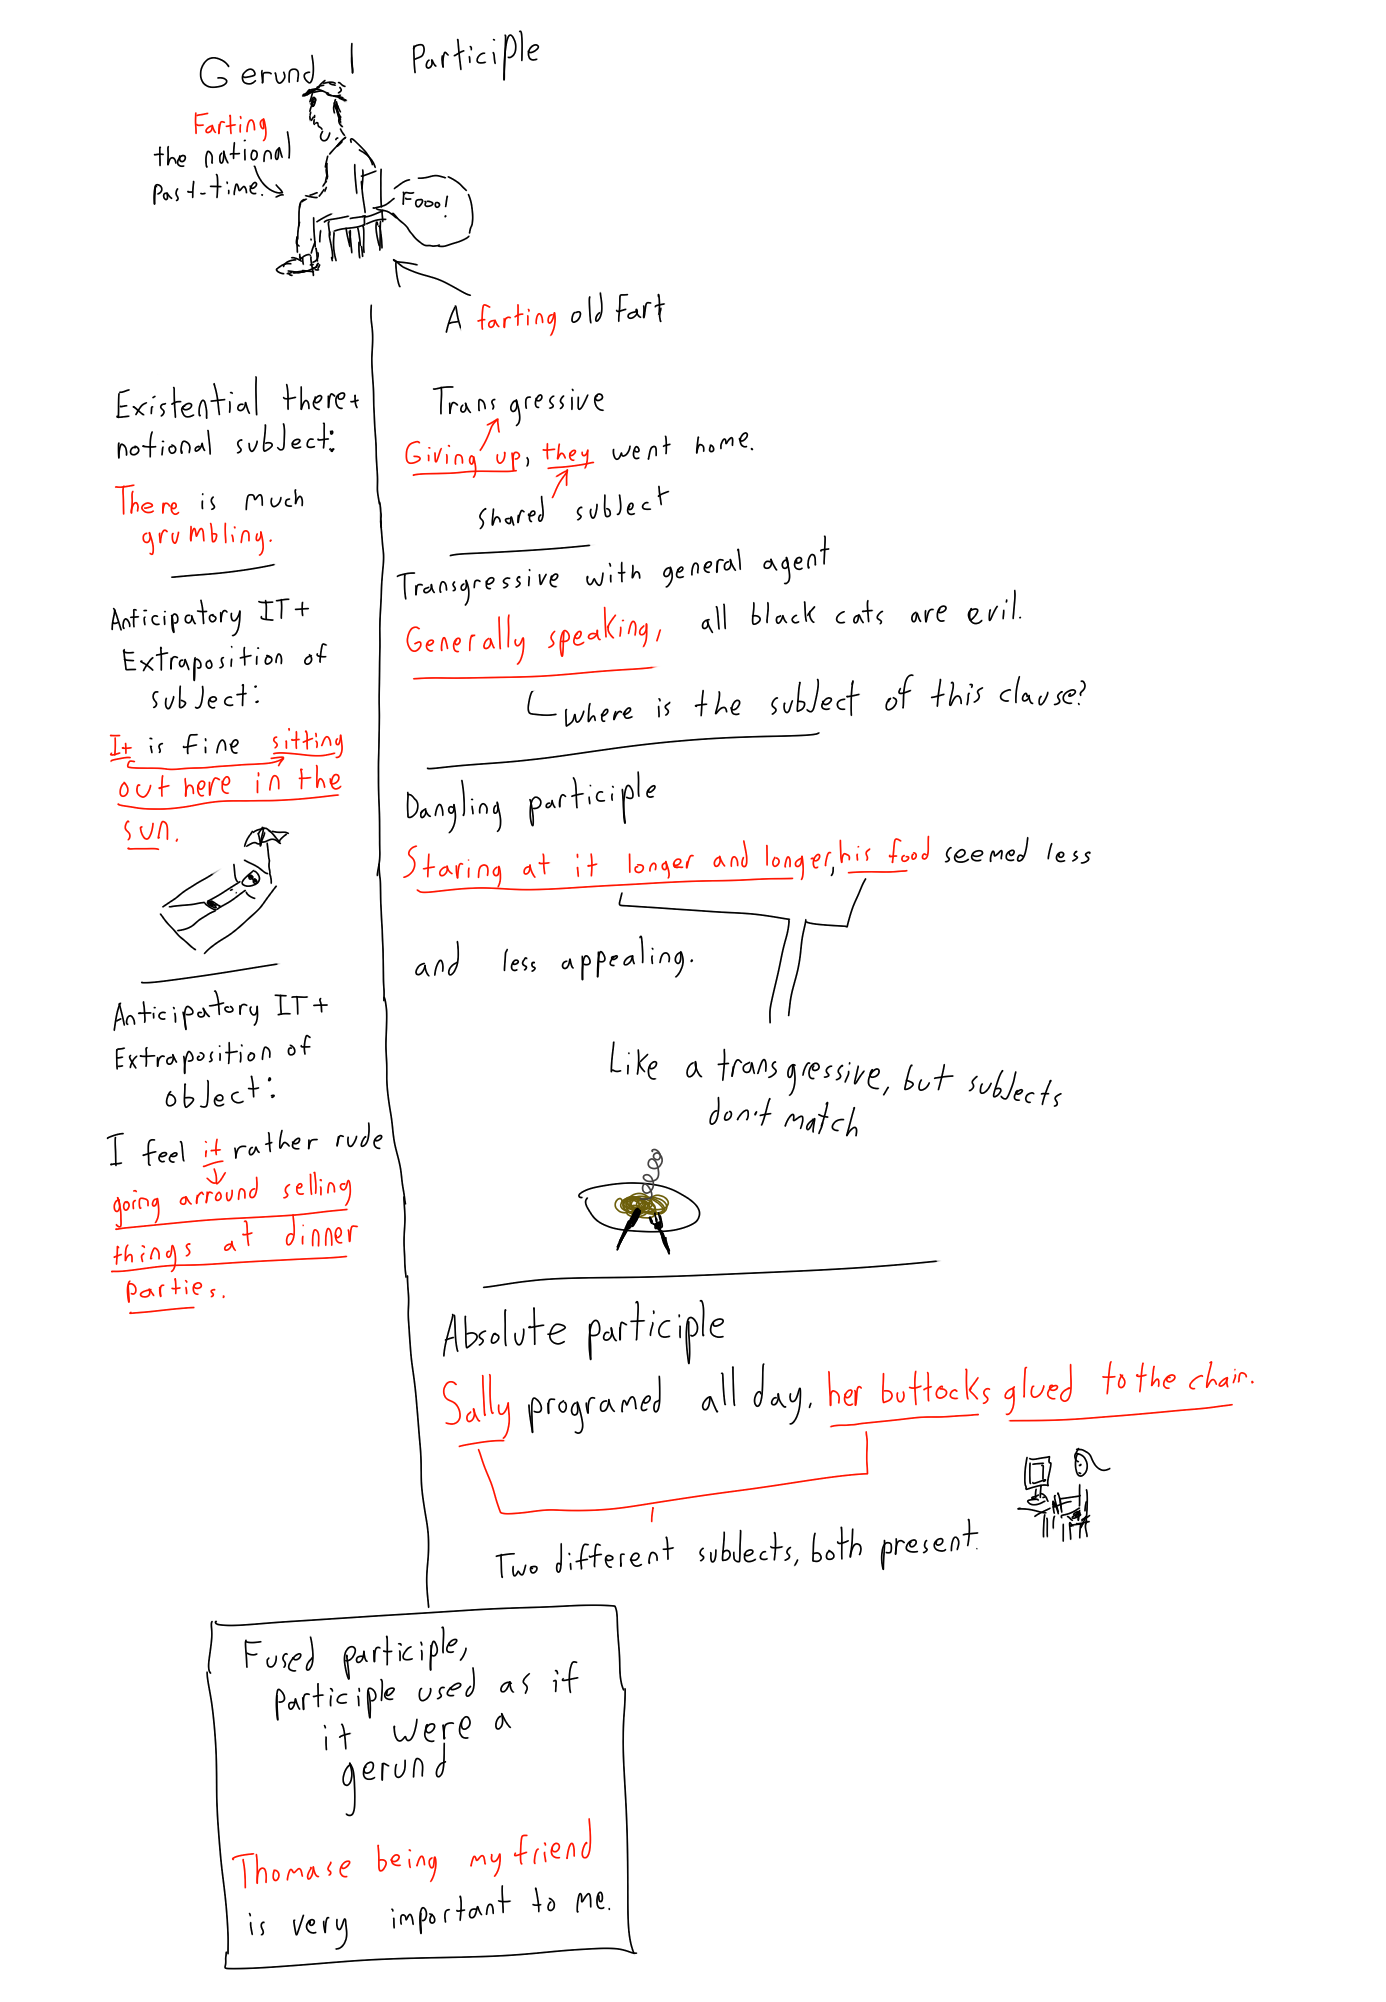 Gerund | Participle
Farting
the national
past-time.
Fooo!
A farting old fart
Existential there +
notional subject:
There is much
grumbling.
Anticipatory IT +
Extraposition of
subject:
It is fine sitting
out here in the
sun.
Anticipatory IT +
Extraposition of
object:
I feel it rather rude
going arround selling
things at dinner
parties.
Transgressive
Giving up, they went home.
shared subject
Transgressive with general agent
Generally speaking, all black cats are evil.
Where is the subject of this clause?
Dangling participle
Staring at it longer and longer, his food seemed less
and less appealing.
Like a transgressive, but subjects
don't match
Absolute participle
Sally programed all day, her buttocks glued to the chair.
Two different subjects, both present.
Fused participle,
participle used as if
it were a
gerund
Thomase being my friend
is very important to me.